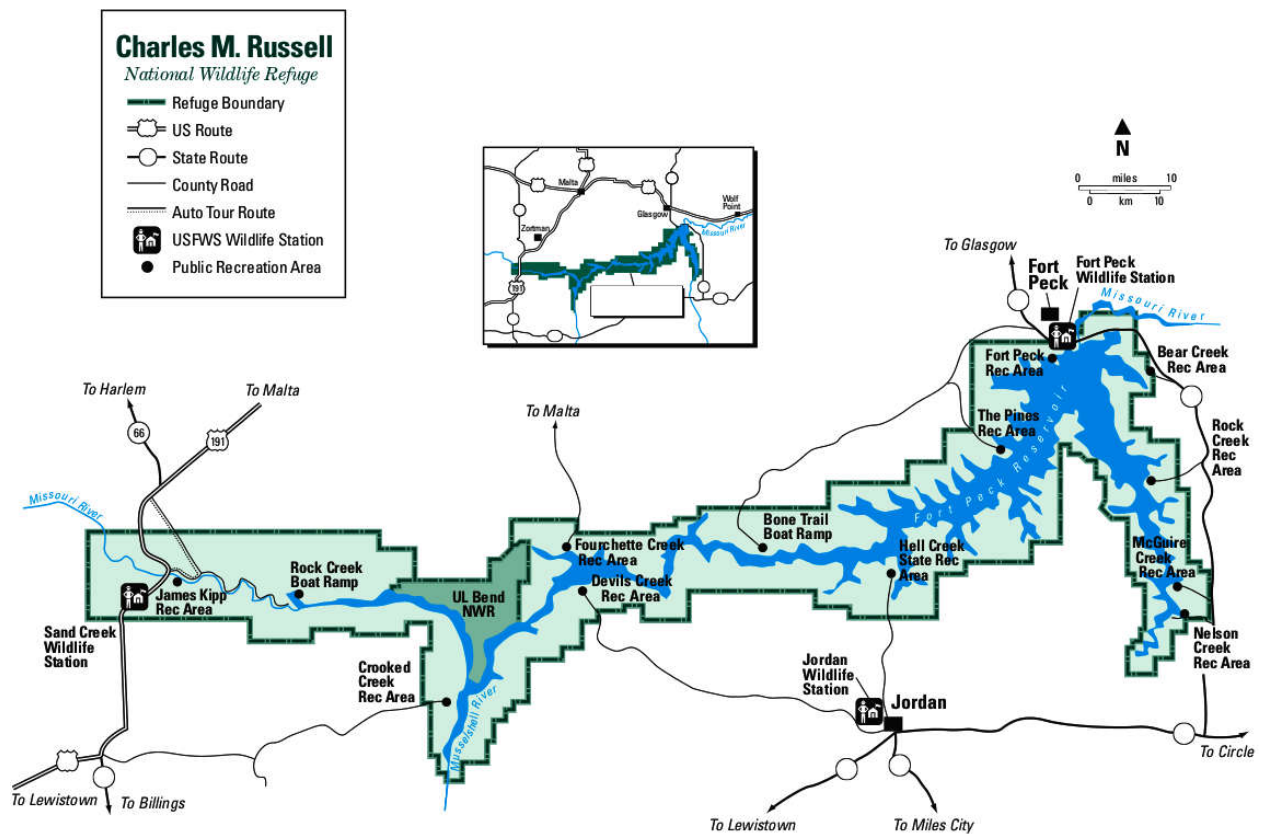 Charles M. Russell
National Wildlife Refuge
Refuge Boundary
US Route
State Route
County Road
Auto Tour Route
USFWS Wildlife Station
Public Recreation Area
Malta
Glasgow
Wolf
Point
Zortman
Missouri River
191
N
0 miles 10
0 km 10
To Glasgow
Fort
Peck
Fort Peck
Wildlife Station
Missouri River
Fort Peck
Rec Area
Bear Creek
Rec Area
The Pines
Rec Area
Rock
Creek
Rec
Area
Fort Peck Reservoir
To Harlem
To Malta
66
191
To Malta
Missouri River
Bone Trail
Boat Ramp
Hell Creek
State Rec
Area
McGuire
Creek
Rec Area
Fourchette Creek
Rec Area
Devils Creek
Rec Area
Rock Creek
Boat Ramp
UL Bend
NWR
James Kipp
Rec Area
Sand Creek
Wildlife
Station
Nelson
Creek
Rec Area
Crooked
Creek
Rec Area
Musselshell River
Jordan
Wildlife
Station
Jordan
To Circle
To Lewistown
To Billings
To Lewistown
To Miles City